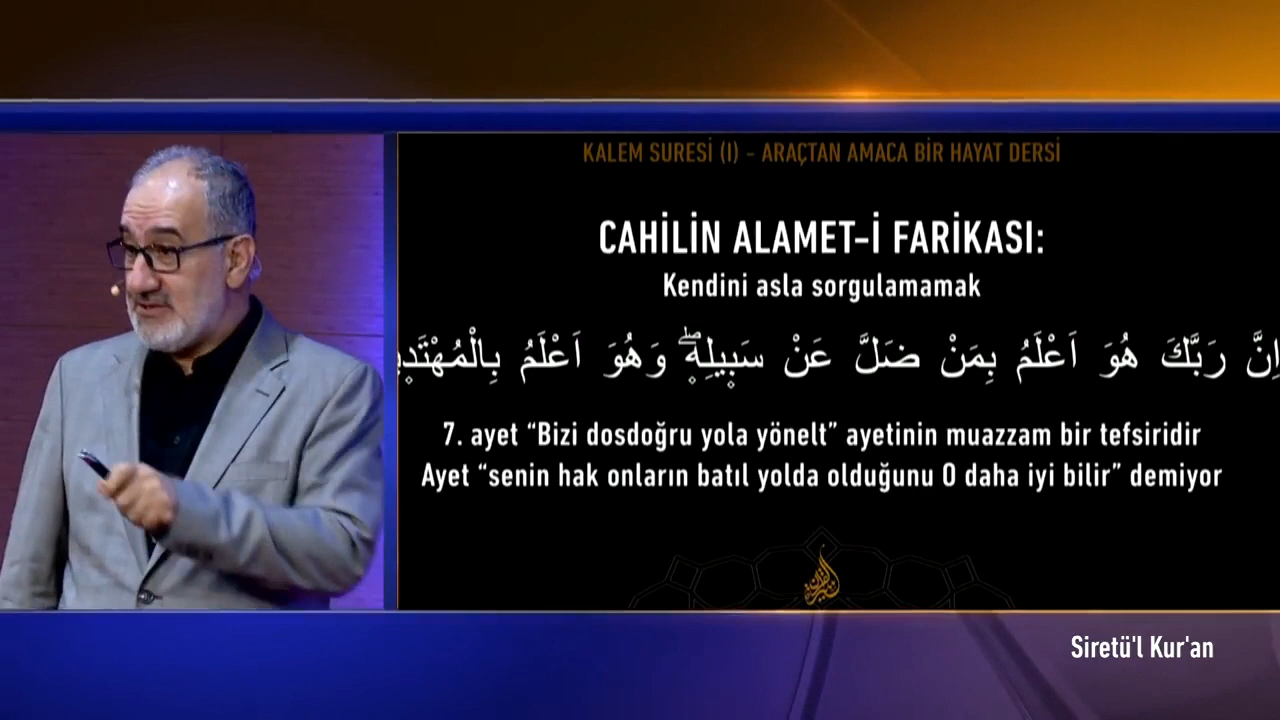 KALEM SURESİ (I) - ARAÇTAN AMACA BİR HAYAT DERSİ
CAHİLİN ALAMET-İ FARİKASI:
Kendini asla sorgulamamak
اِنَّ رَبَّكَ هُوَ اَعْلَمُ بِمَنْ ضَلَّ عَنْ سَبٖيلِهٖۖ وَهُوَ اَعْلَمُ
7. ayet “Bizi dosdoğru yola yönelt” ayetinin muazzam bir tefsiridir
Ayet “senin hak onların batıl yolda olduğunu O daha iyi bilir” demiyor
Siretü'l Kur'an